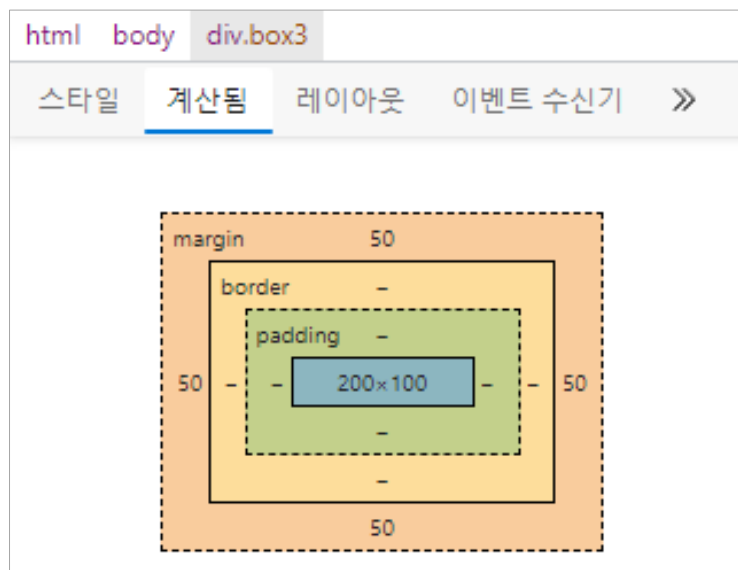 html body div.box3
스타일 계산됨 레이아웃 이벤트 수신기 »
margin 50
border –
padding –
50 – – 200×100 – – 50
–
–
50